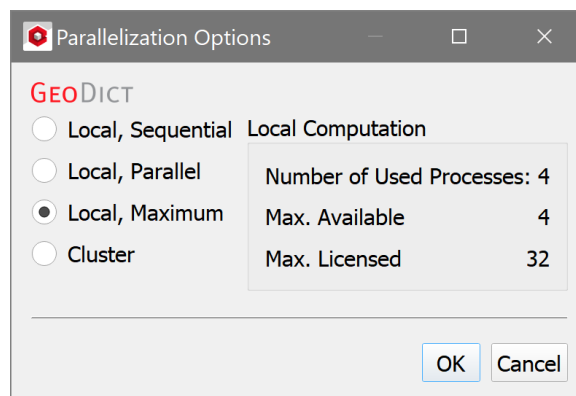 Parallelization Options
GEODICT
Local, Sequential
Local, Parallel
Local, Maximum
Cluster
Local Computation
Number of Used Processes: 4
Max. Available 4
Max. Licensed 32
OK Cancel